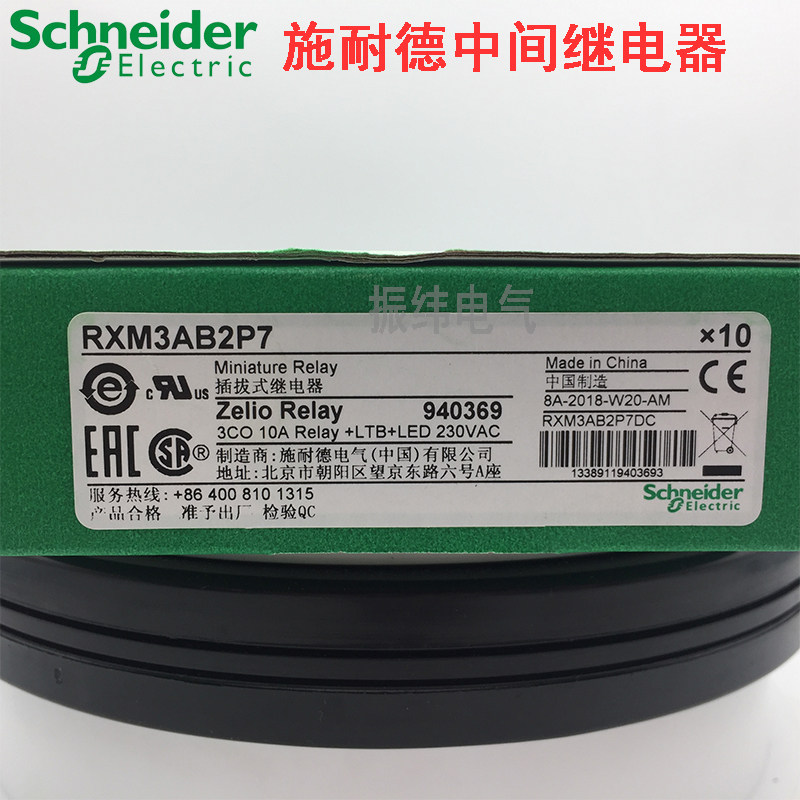 Schneider
Electric
施耐德中间继电器
振纬电气
RXM3AB2P7
×10
Miniature Relay
插拔式继电器
Zelio Relay 940369
3CO 10A Relay +LTB+LED 230VAC
制造商: 施耐德电气(中国)有限公司
地址: 北京市朝阳区望京东路六号A座
服务热线: +86 400 810 1315
产品合格 准予出厂 检验QC
Made in China
中国制造
8A-2018-W20-AM
RXM3AB2P7DC
13389119403693
Schneider
Electric
c UR US
EAC
SA ®